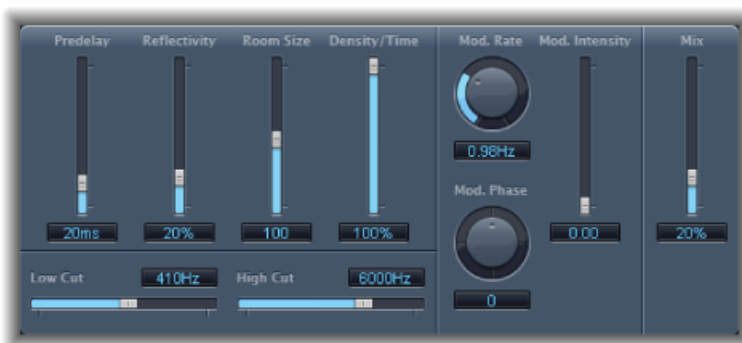 Predelay Reflectivity Room Size Density/Time Mod. Rate Mod. Intensity Mix
0.98Hz
Mod. Phase
20ms 20% 100 100% 0.00 20%
Low Cut 410Hz High Cut 6000Hz
0